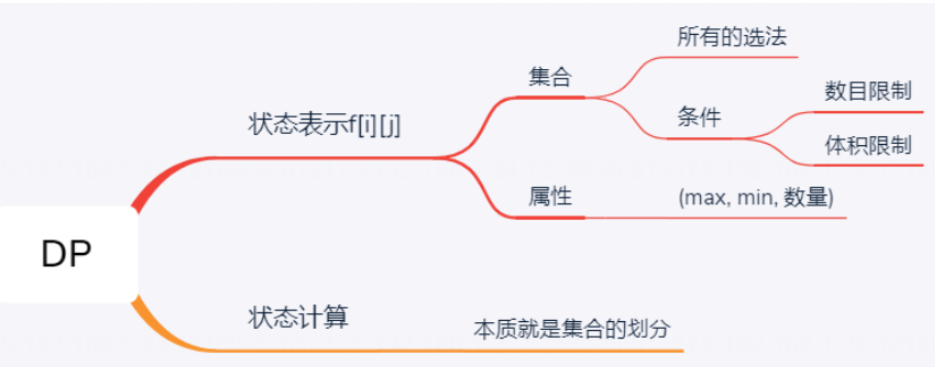 所有的选法
集合
数目限制
条件
状态表示f[i][j]
体积限制
属性
(max, min, 数量)
DP
状态计算
本质就是集合的划分